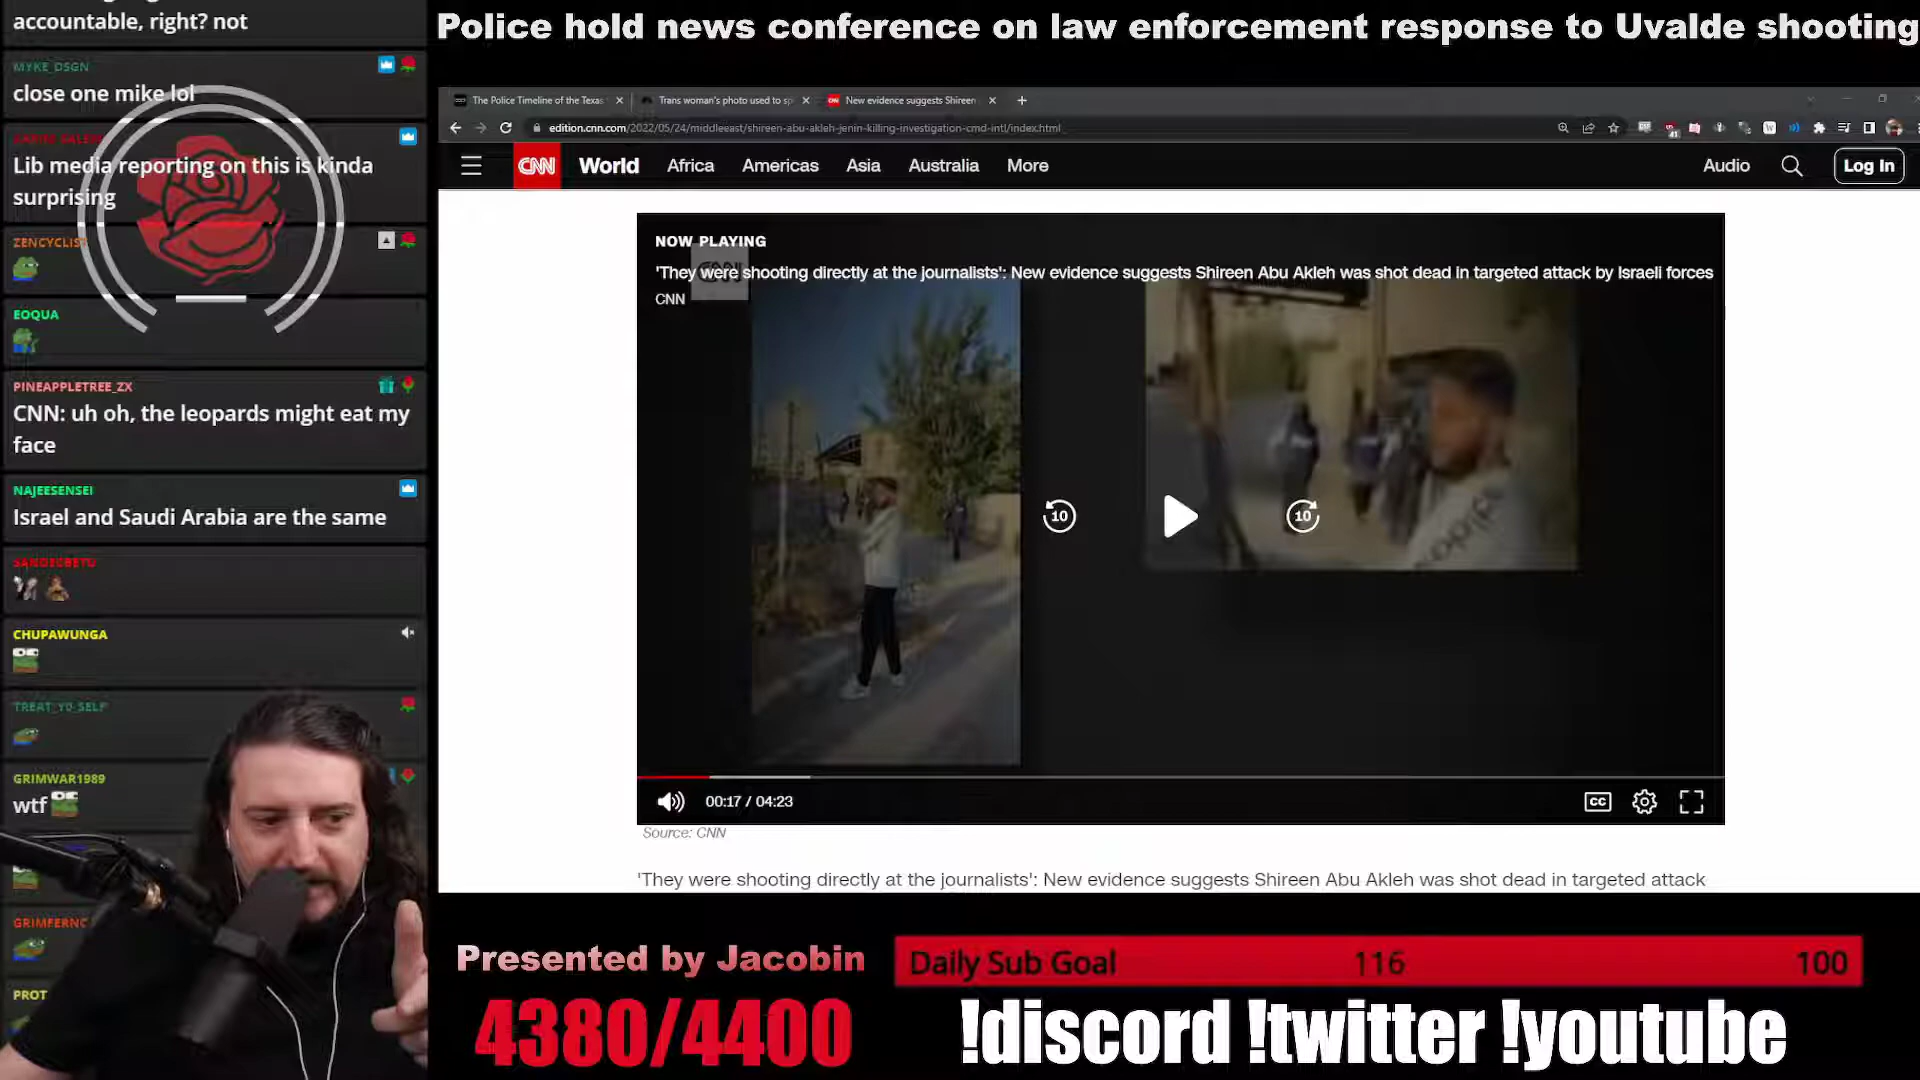 accountable, right? not
MYKE_DSGN
close one mike lol
Lib media reporting on this is kinda
surprising
ZENCYCLIST
EOQUA
PINEAPPLETREE_ZX
CNN: uh oh, the leopards might eat my
face
NAJEESENSEI
Israel and Saudi Arabia are the same
CHUPAWUNGA
TREAT_YO_SELF
GRIMWAR1989
wtf
GRIMFERNC
PROT
Police hold news conference on law enforcement response to Uvalde shooting
The Police Timeline of the Texas
Trans woman's photo used to sp
New evidence suggests Shireen
edition.cnn.com/2022/05/24/middleeast/shireen-abu-akleh-jenin-killing-investigation-cmd-intl/index.html
CNN World Africa Americas Asia Australia More Audio Log In
NOW PLAYING
'They were shooting directly at the journalists': New evidence suggests Shireen Abu Akleh was shot dead in targeted attack by Israeli forces
CNN
CNN
10
10
00:17 / 04:23
CC
Source: CNN
'They were shooting directly at the journalists': New evidence suggests Shireen Abu Akleh was shot dead in targeted attack
Presented by Jacobin
Daily Sub Goal 116 100
4380/4400
!discord !twitter !youtube